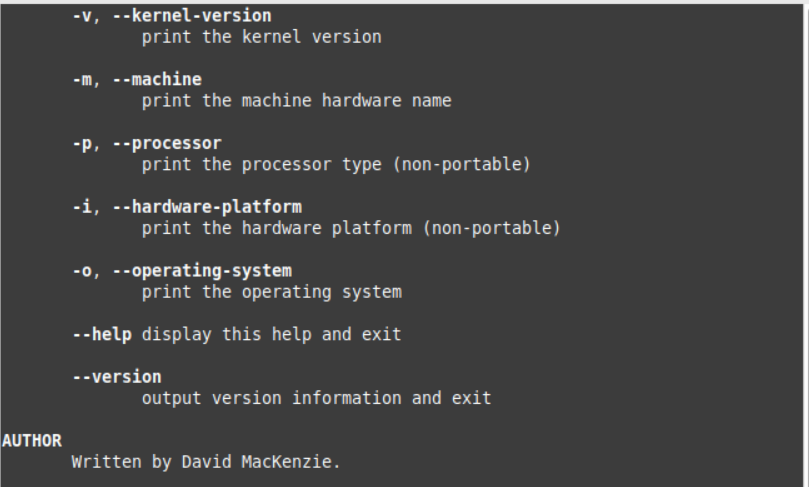 -v, --kernel-version
print the kernel version
-m, --machine
print the machine hardware name
-p, --processor
print the processor type (non-portable)
-i, --hardware-platform
print the hardware platform (non-portable)
-o, --operating-system
print the operating system
--help display this help and exit
--version
output version information and exit
AUTHOR
Written by David MacKenzie.